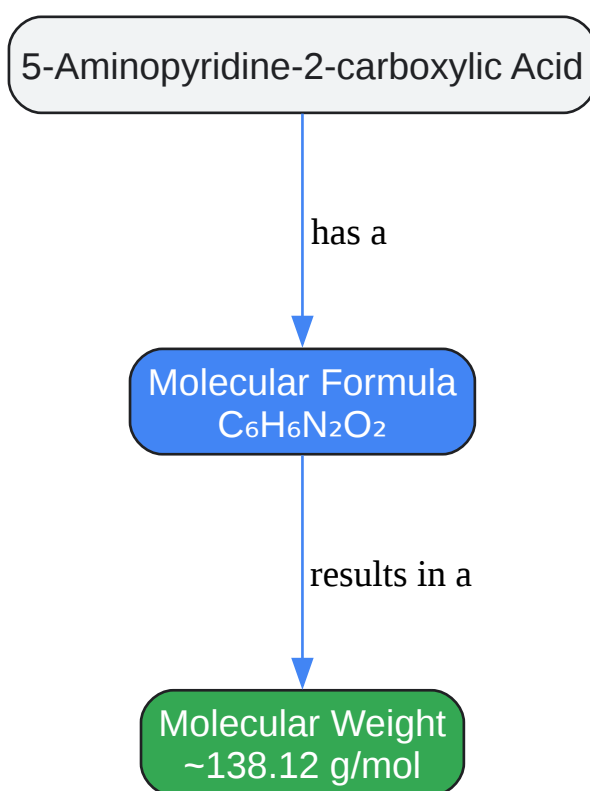 5-Aminopyridine-2-carboxylic Acid
has a
Molecular Formula
C₆H₆N₂O₂
results in a
Molecular Weight
~138.12 g/mol